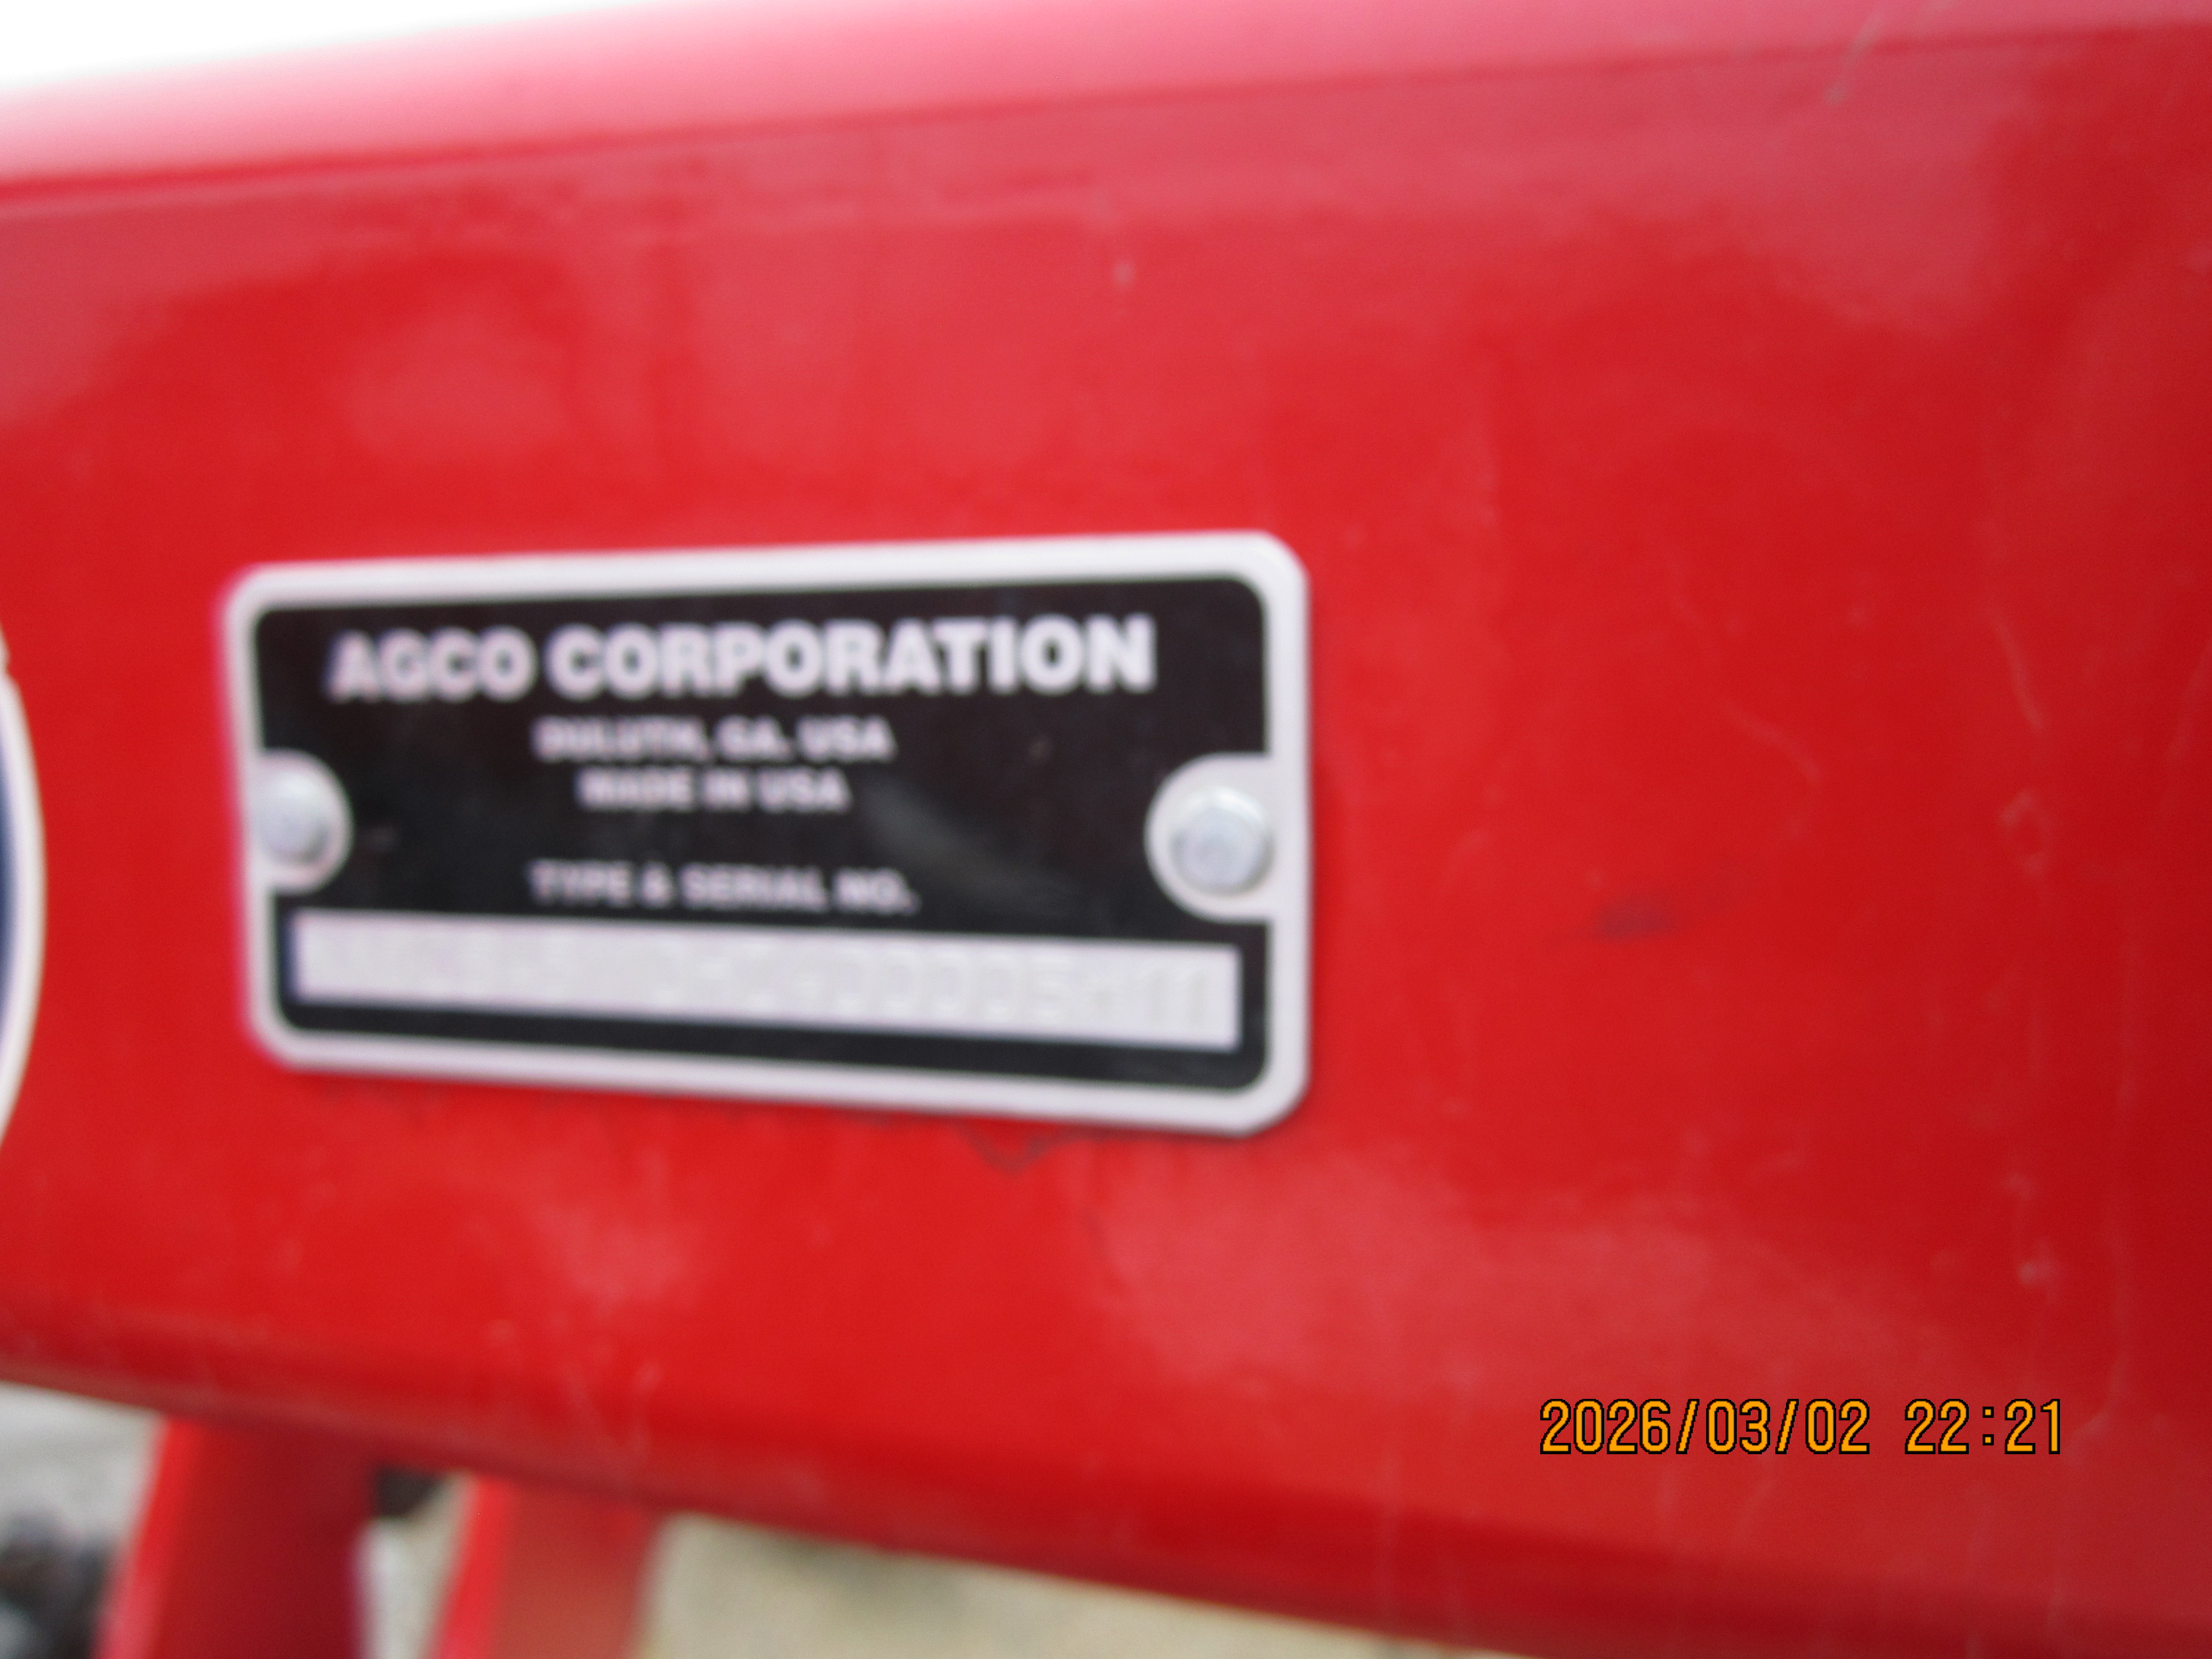 AGCO CORPORATION
DULUTH, GA. USA
MADE IN USA
TYPE & SERIAL NO.
2026/03/02 22:21